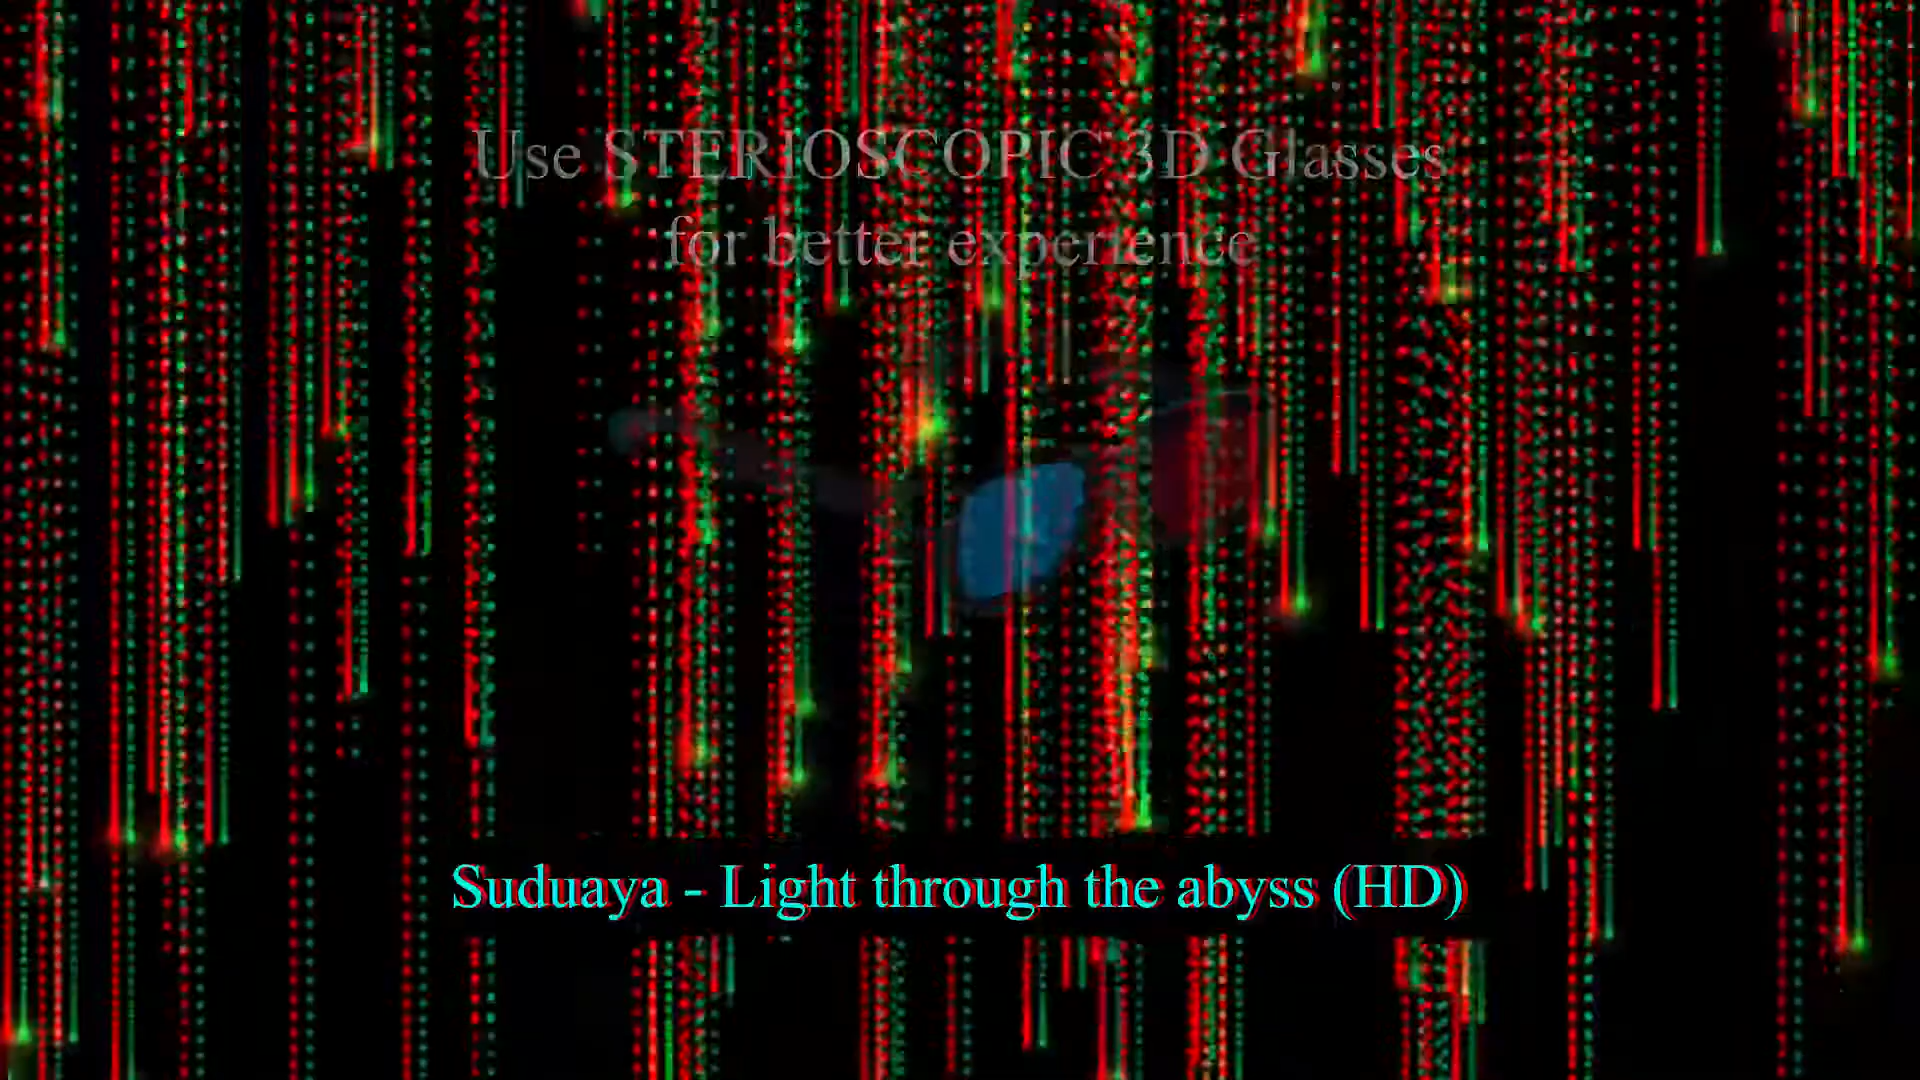 Use STERIOSCOPIC 3D Glasses
for better experience
Suduaya - Light through the abyss (HD)